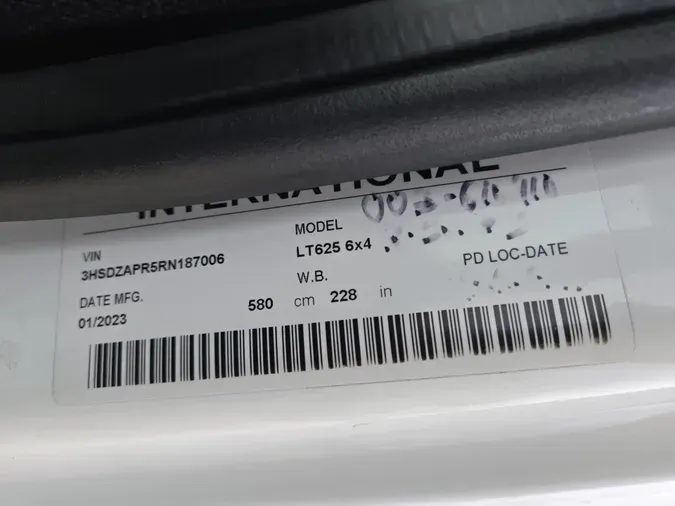 INTERNATIONAL
VIN
3HSDZAPR5RN187006
MODEL
LT625 6x4
DATE MFG.
01/2023
W.B.
580 cm 228 in
PD LOC-DATE